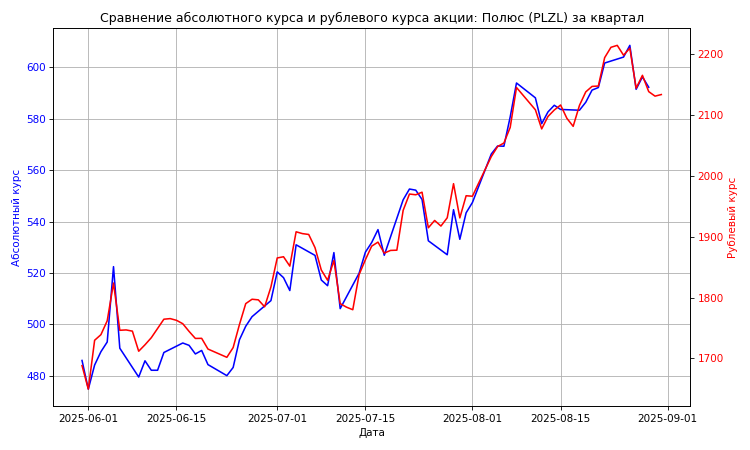 Сравнение абсолютного курса и рублевого курса акции: Полюс (PLZL) за квартал
600
580
560
540
520
500
480
Абсолютный курс
2200
2100
2000
1900
1800
1700
Рублевый курс
2025-06-01 2025-06-15 2025-07-01 2025-07-15 2025-08-01 2025-08-15 2025-09-01
Дата